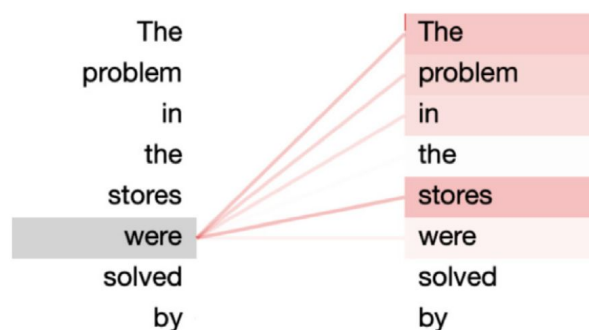 The The
problem problem
in in
the the
stores stores
were were
solved solved
by by